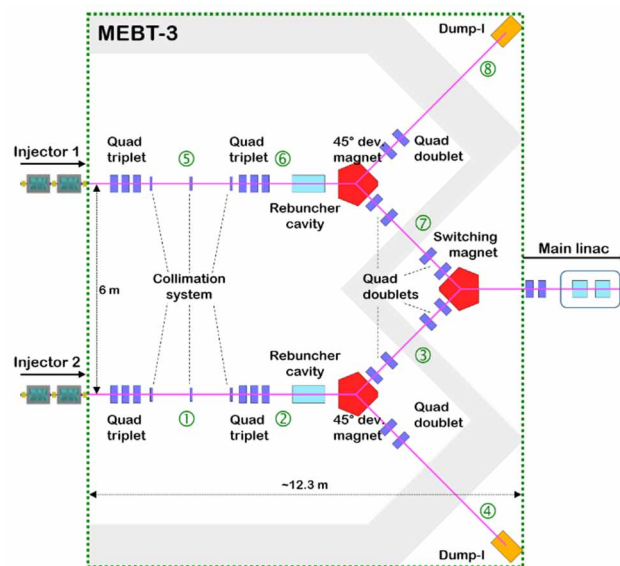 MEBT-3
Dump-I
⑧
Quad
triplet
⑤
Quad
triplet
⑥
45° dev.
magnet
Quad
doublet
Injector 1
Rebuncher
cavity
⑦
Switching
magnet
Main linac
6 m
Collimation
system
Quad
doublets
Injector 2
Rebuncher
cavity
③
Quad
triplet
①
Quad
triplet
②
45° dev.
magnet
Quad
doublet
~12.3 m
④
Dump-I